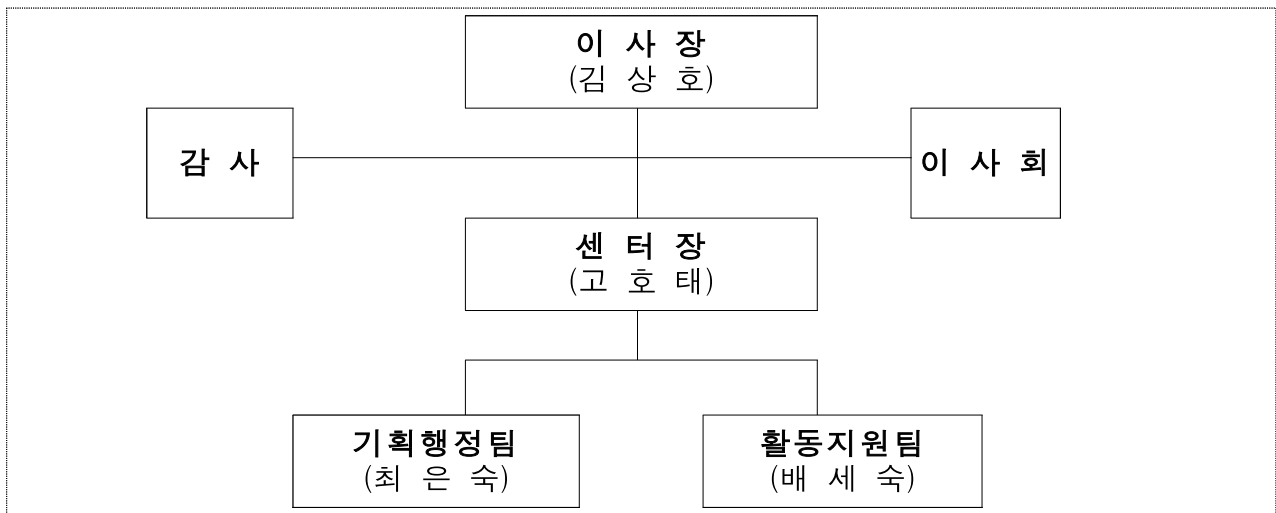 이 사 장
(김 상 호)
감 사
이 사 회
센 터 장
(고 호 태)
기획행정팀
(최 은 숙)
활동지원팀
(배 세 숙)